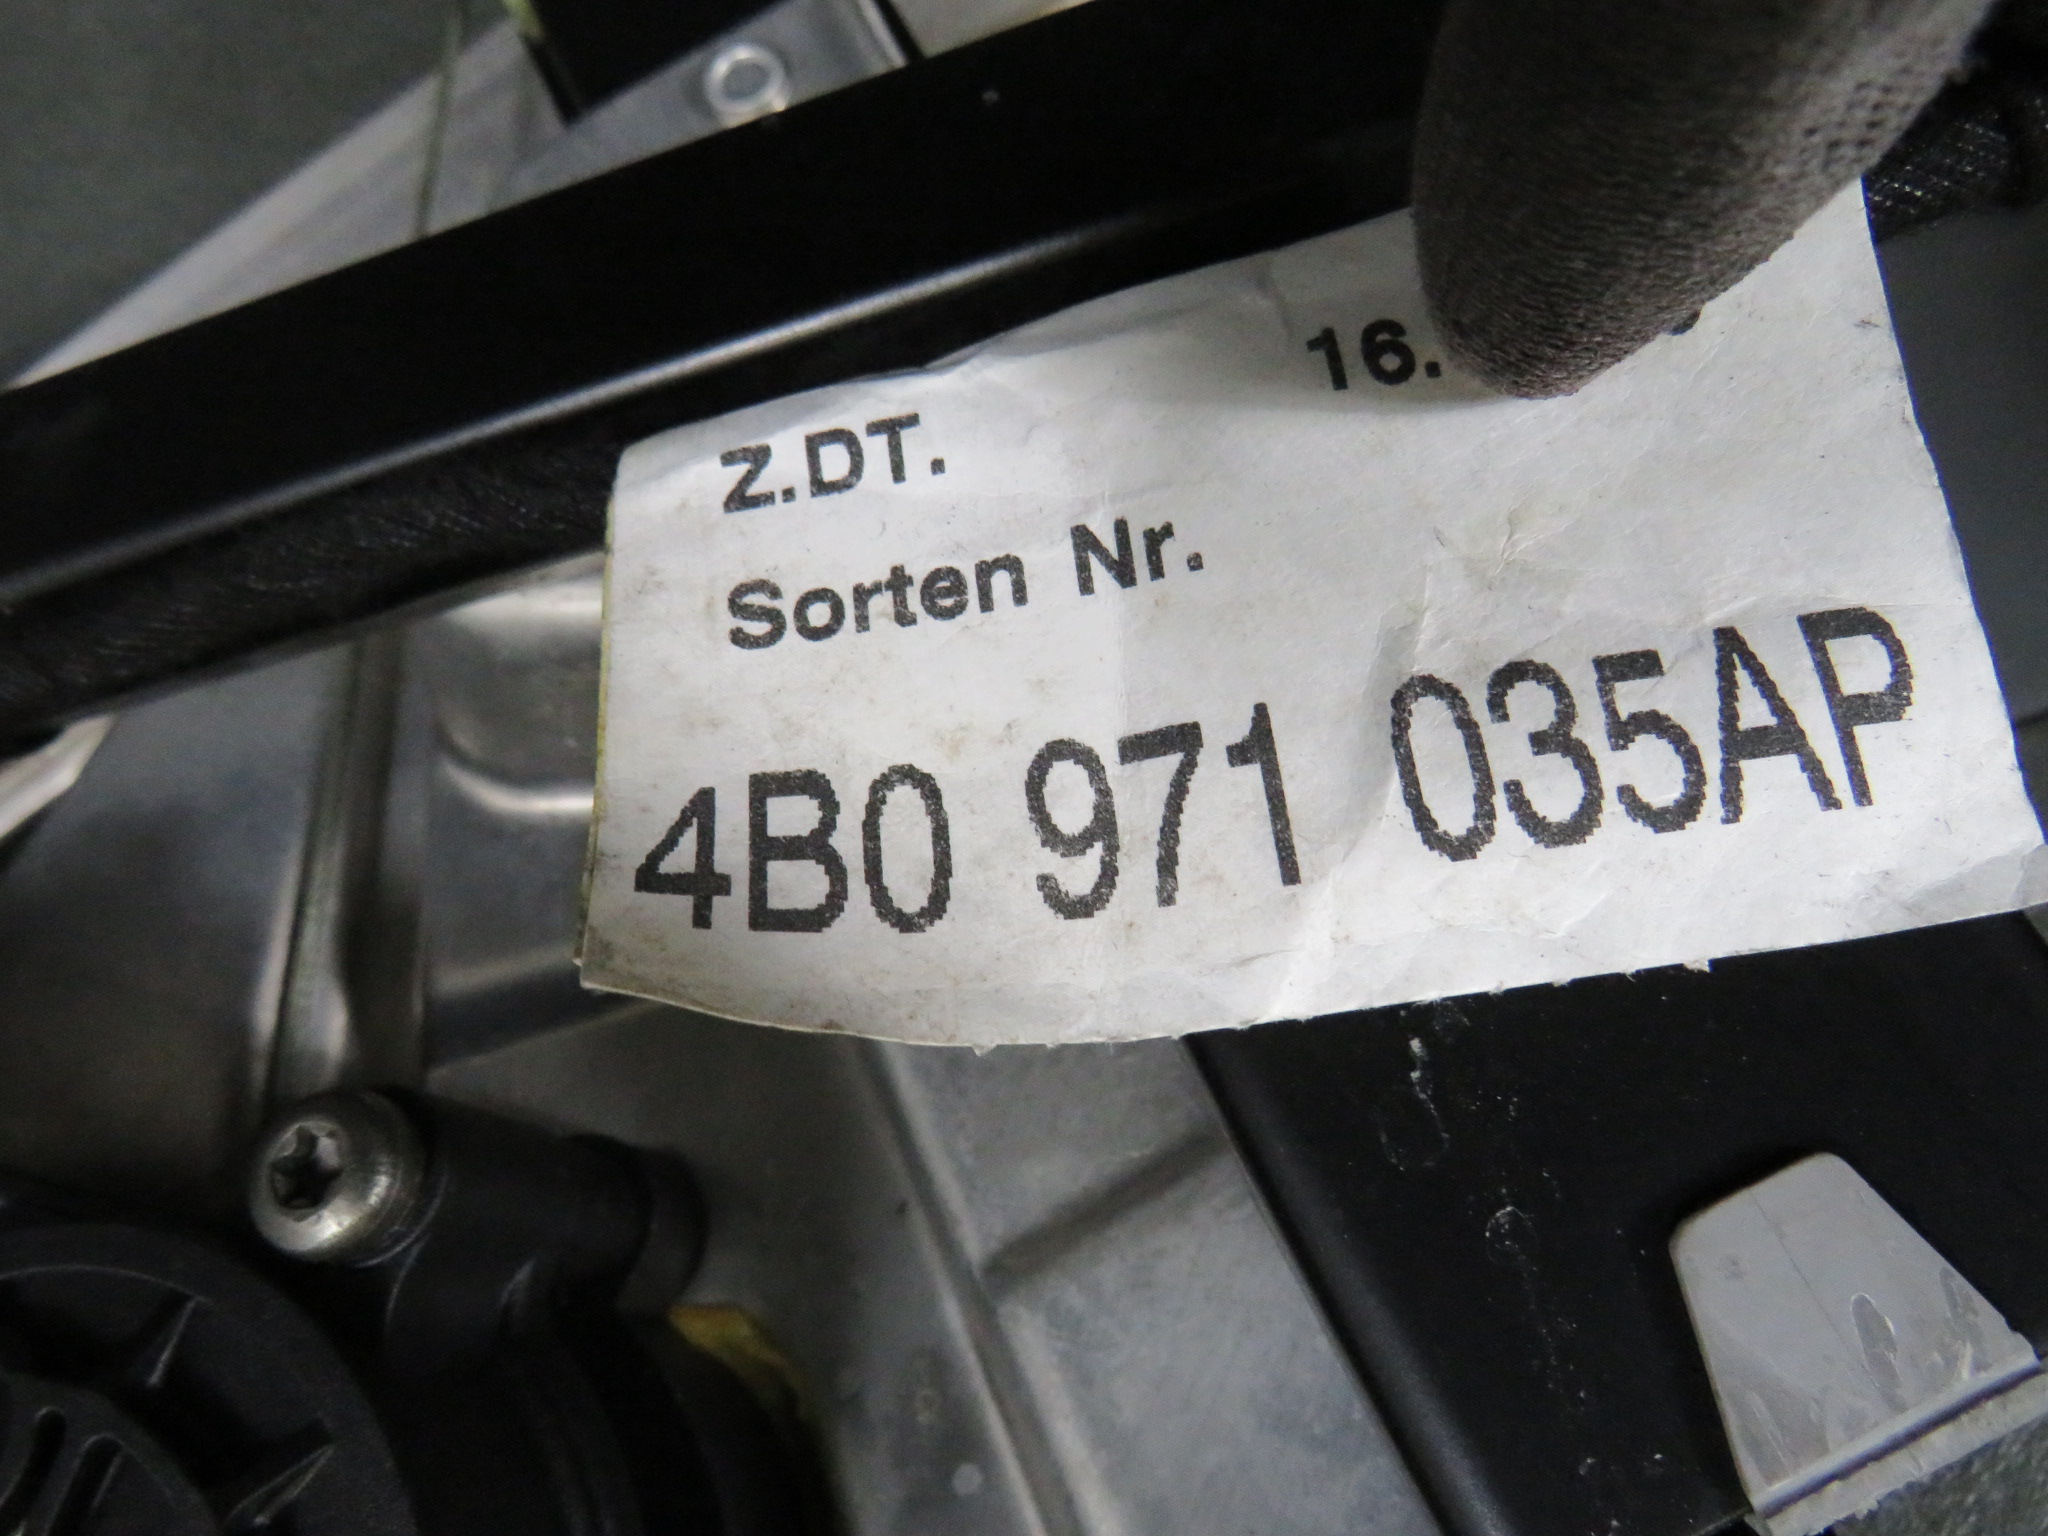 16.
Z.DT.
Sorten Nr.
4B0 971 035AP